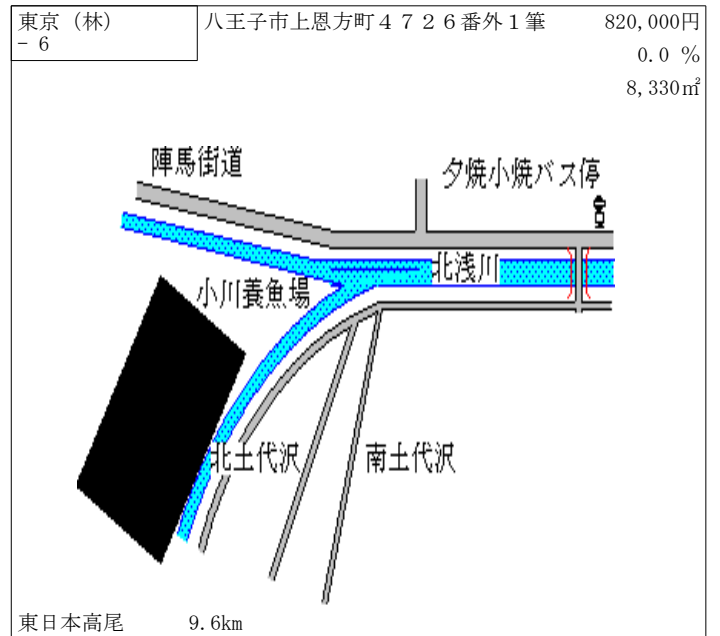 東京（林）
－６
八王子市上恩方町４７２６番外１筆
820,000円
0.0 %
8,330㎡
陣馬街道
夕焼小焼バス停
北浅川
小川養魚場
北土代沢
南土代沢
東日本高尾 9.6km